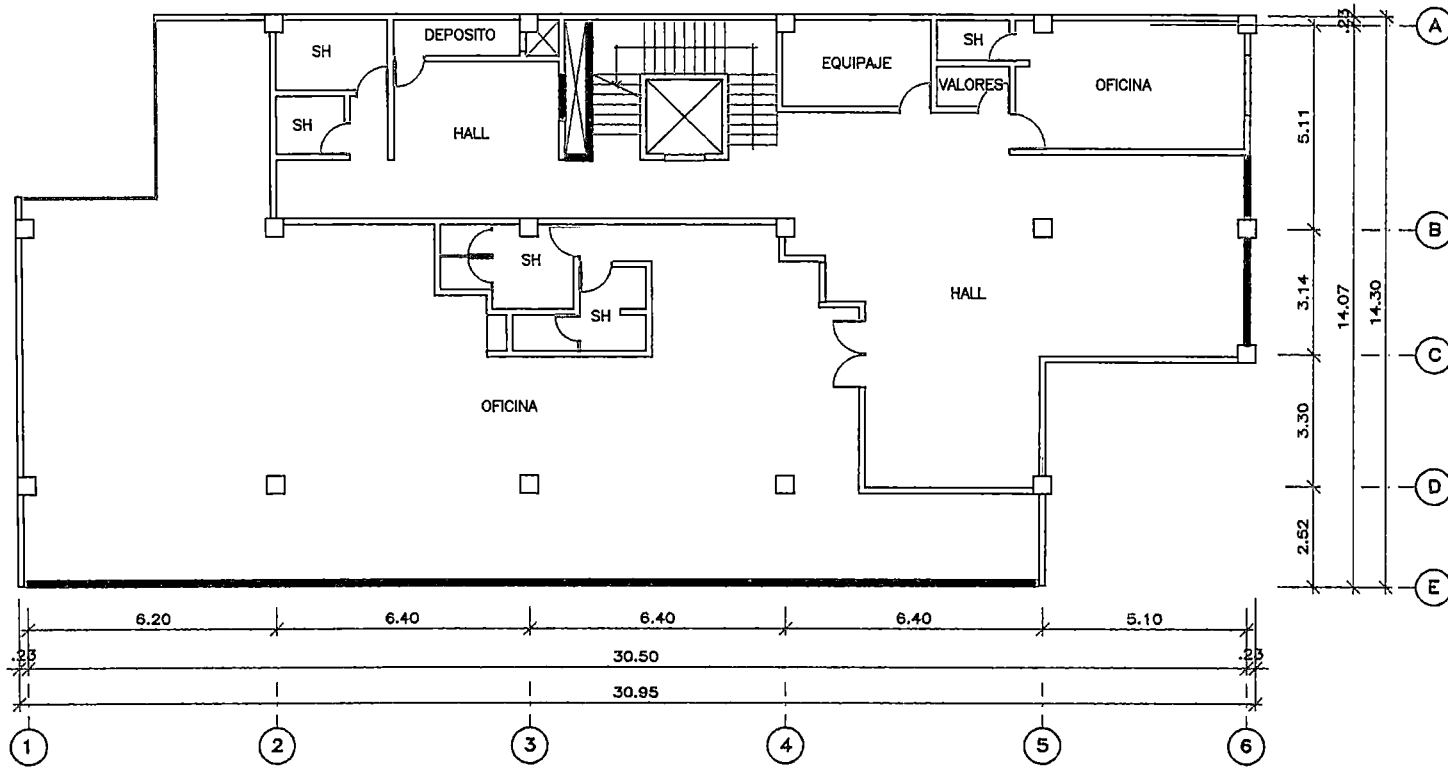 SH
DEPOSITO
EQUIPAJE
SH
VALORES
OFICINA
SH
HALL
SH
HALL
SH
OFICINA
.23
5.11
3.14
3.30
2.52
14.07
14.30
A
B
C
D
E
6.20
6.40
6.40
6.40
5.10
.23
30.50
.23
30.95
1
2
3
4
5
6